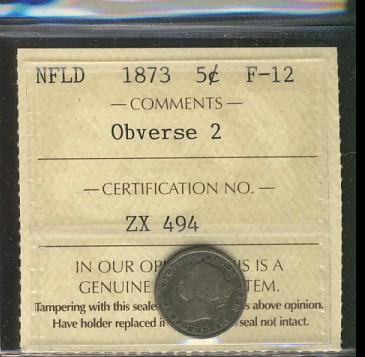 NFLD 1873 5¢ F-12
— COMMENTS —
Obverse 2
— CERTIFICATION NO. —
ZX 494
IN OUR OP IS A
GENUINE TEM.
Tampering with this seale s above opinion.
Have holder replaced i seal not intact.